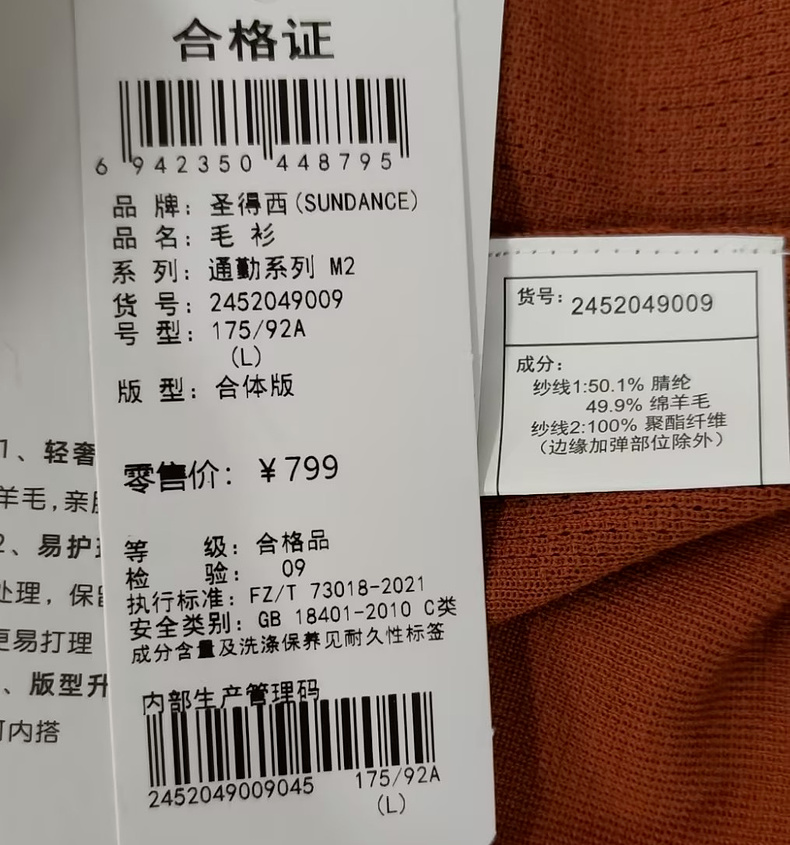 合格证
6 942350 448795
品 牌: 圣得西(SUNDANCE)
品 名: 毛 衫
系 列: 通勤系列 M2
货 号: 2452049009
号 型: 175/92A
(L)
版 型: 合体版
零售价: ¥799
等 级: 合格品
检 验: 09
执行标准: FZ/T 73018-2021
安全类别: GB 18401-2010 C类
成分含量及洗涤保养见耐久性标签
内部生产管理码
2452049009045 175/92A
(L)
货号: 2452049009
成分:
纱线1:50.1% 腈纶
49.9% 绵羊毛
纱线2:100% 聚酯纤维
(边缘加弹部位除外)
1、轻奢
羊毛,亲
2、易护
处理，保
更易打理
、版型升
可内搭